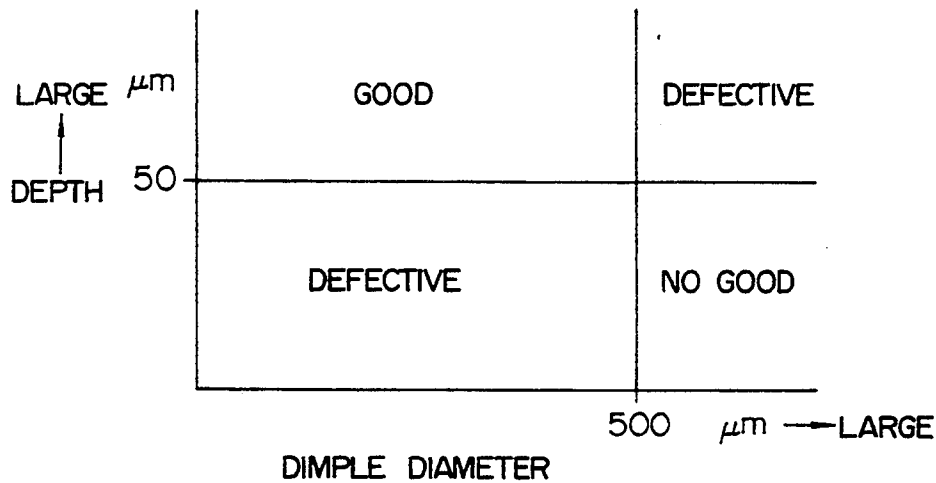 μm
LARGE GOOD DEFECTIVE
DEPTH 50
DEFECTIVE NO GOOD
500 μm LARGE
DIMPLE DIAMETER